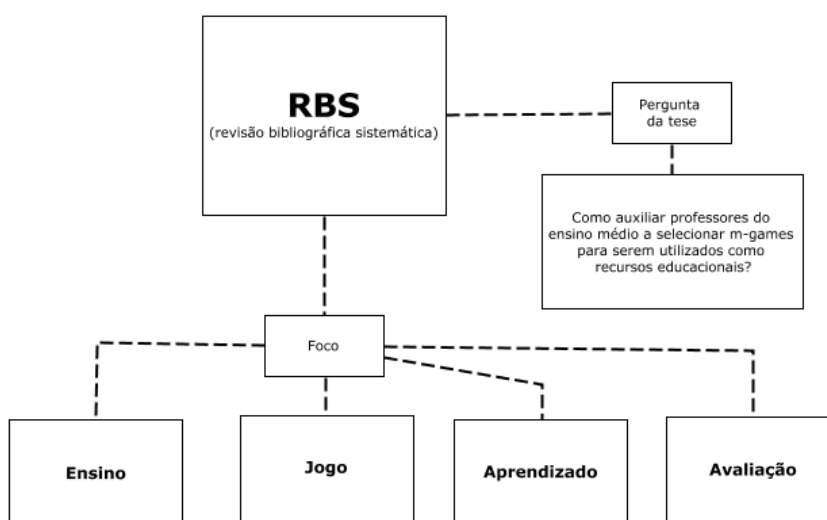 RBS
(revisão bibliográfica sistemática)
Pergunta
da tese
Como auxiliar professores do
ensino médio a selecionar m-games
para serem utilizados como
recursos educacionais?
Foco
Ensino
Jogo
Aprendizado
Avaliação